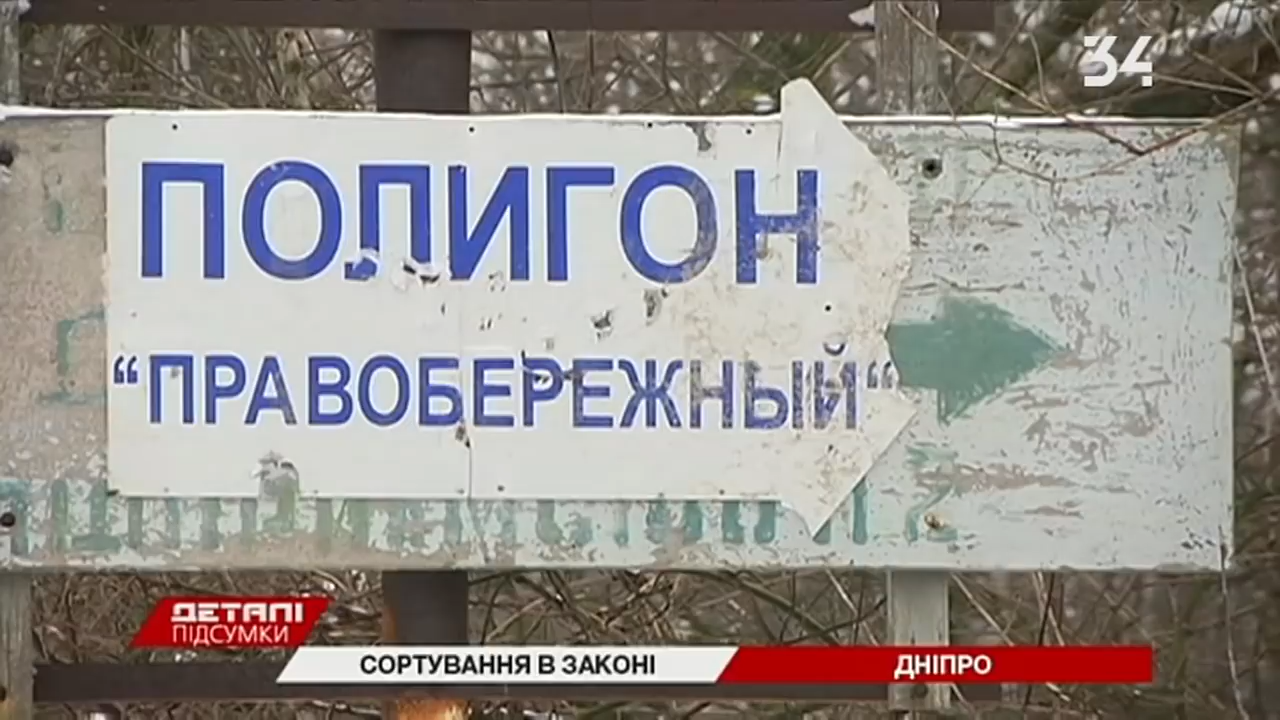 34
ПОЛИГОН
“ПРАВОБЕРЕЖНЫЙ“
ДЕТАЛІ
ПІДСУМКИ
СОРТУВАННЯ В ЗАКОНІ
ДНІПРО